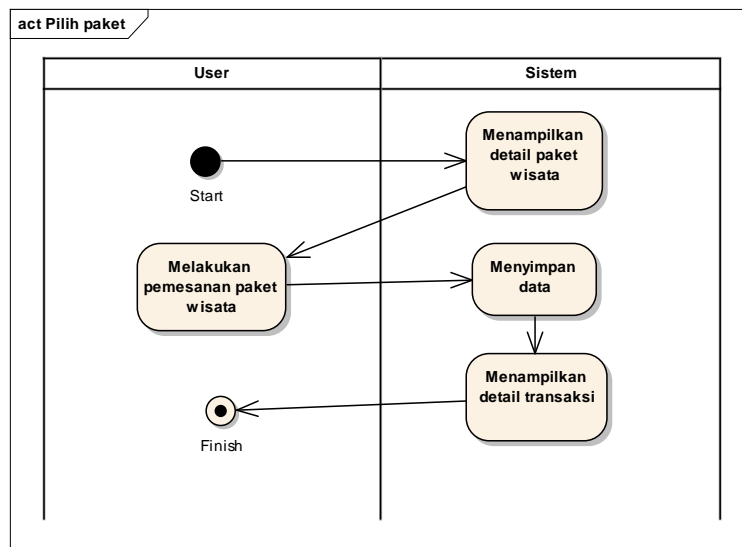 act Pilih paket
User
Sistem
Start
Menampilkan
detail paket
wisata
Melakukan
pemesanan paket
wisata
Menyimpan
data
Menampilkan
detail transaksi
Finish